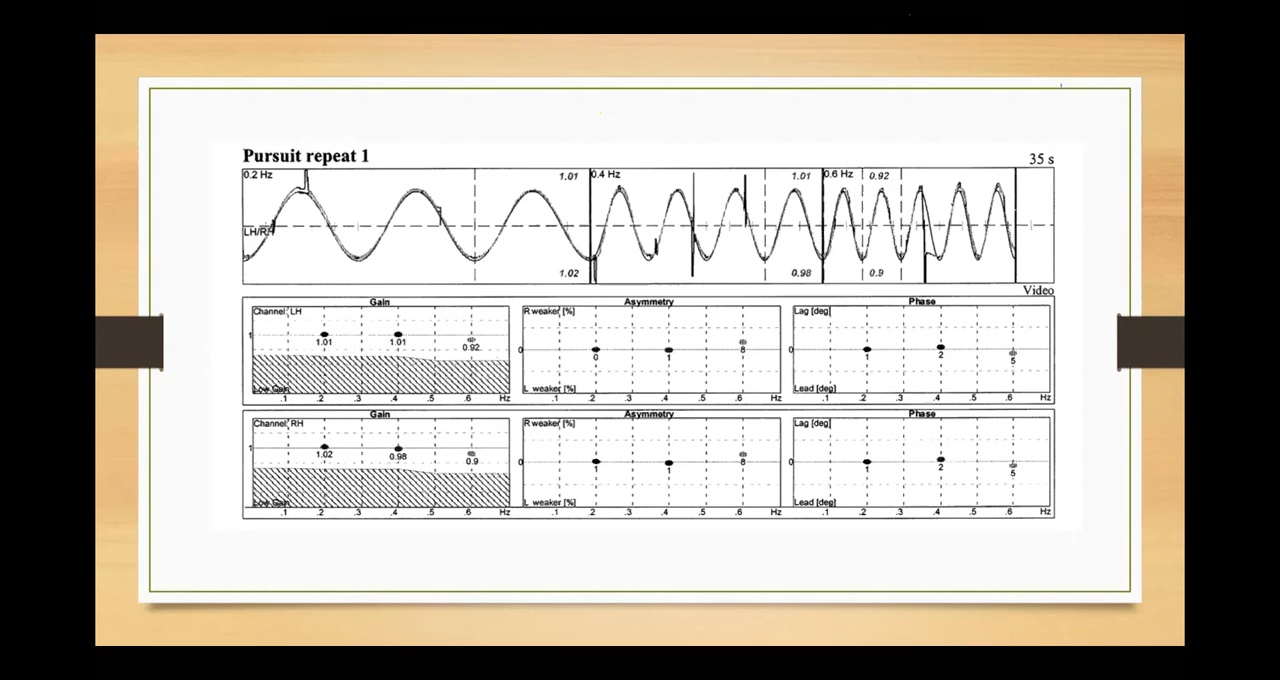 Pursuit repeat 1
35 s
0.2 Hz 1.01 0.4 Hz 1.01 0.6 Hz 0.92
LH/RH
1.02 0.98 0.9
Video
Gain Asymmetry Phase
Channel: LH R weaker [%] Lag [deg]
1 0 0
1.01 1.01 0.92 0 1 8 1 2 5
Low Gain L weaker [%] Lead [deg]
.1 .2 .3 .4 .5 .6 Hz .1 .2 .3 .4 .5 .6 Hz .1 .2 .3 .4 .5 .6 Hz
Gain Asymmetry Phase
Channel: RH R weaker [%] Lag [deg]
1 0 0
1.02 0.98 0.9 1 1 8 1 2 5
Low Gain L weaker [%] Lead [deg]
.1 .2 .3 .4 .5 .6 Hz .1 .2 .3 .4 .5 .6 Hz .1 .2 .3 .4 .5 .6 Hz